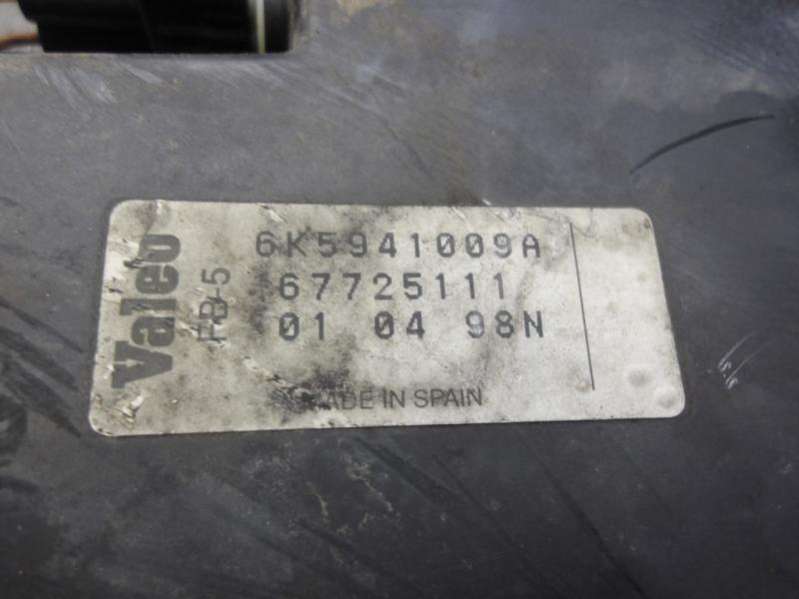 Valeo
FB-5
6K5941009A
67725111
01 04 98N
MADE IN SPAIN